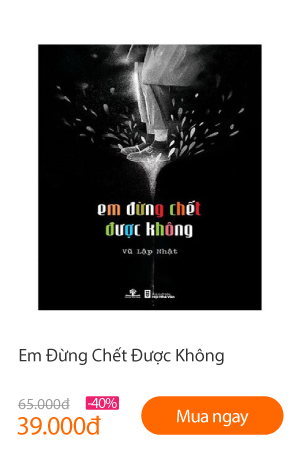 em đừng chết
được không
Vũ Lập Nhật
Em Đừng Chết Được Không
65.000đ -40%
39.000đ
Mua ngay